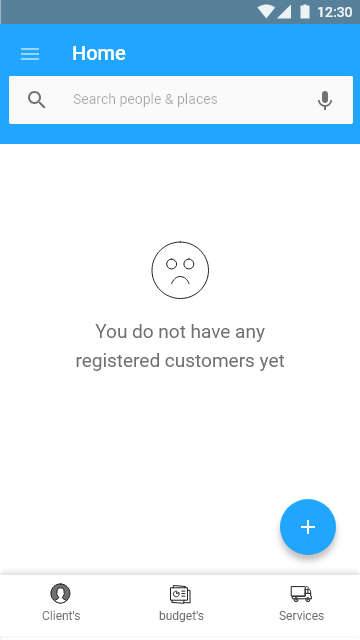 12:30
Home
Search people & places
You do not have any
registered customers yet
Client's
budget's
Services